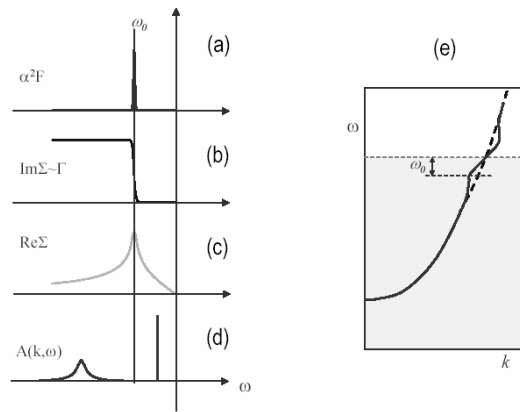 ω₀
(a)
α²F
(b)
ImΣ~Γ
(c)
ReΣ
(d)
A(k,ω)
ω
(e)
ω
ω₀
k